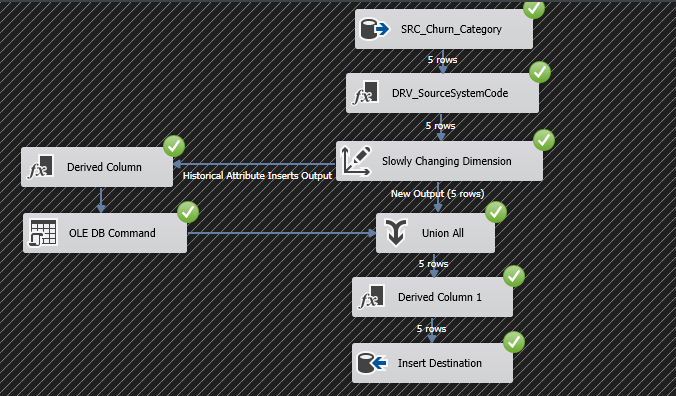 SRC_Churn_Category
5 rows
DRV_SourceSystemCode
5 rows
Slowly Changing Dimension
Derived Column
Historical Attribute Inserts Output
New Output (5 rows)
OLE DB Command
Union All
5 rows
Derived Column 1
5 rows
Insert Destination